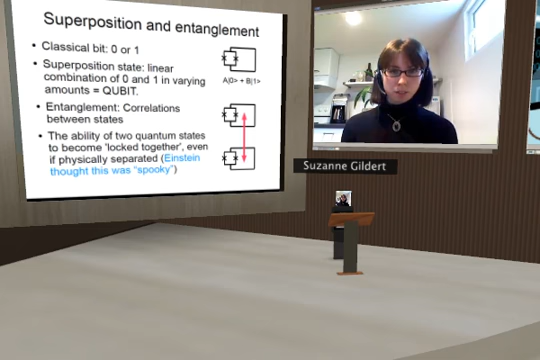 Superposition and entanglement
• Classical bit: 0 or 1
• Superposition state: linear
combination of 0 and 1 in varying
amounts = QUBIT.
A|0> + B|1>
• Entanglement: Correlations
between states
• The ability of two quantum states
to become 'locked together', even
if physically separated (Einstein
thought this was "spooky")
Suzanne Gildert